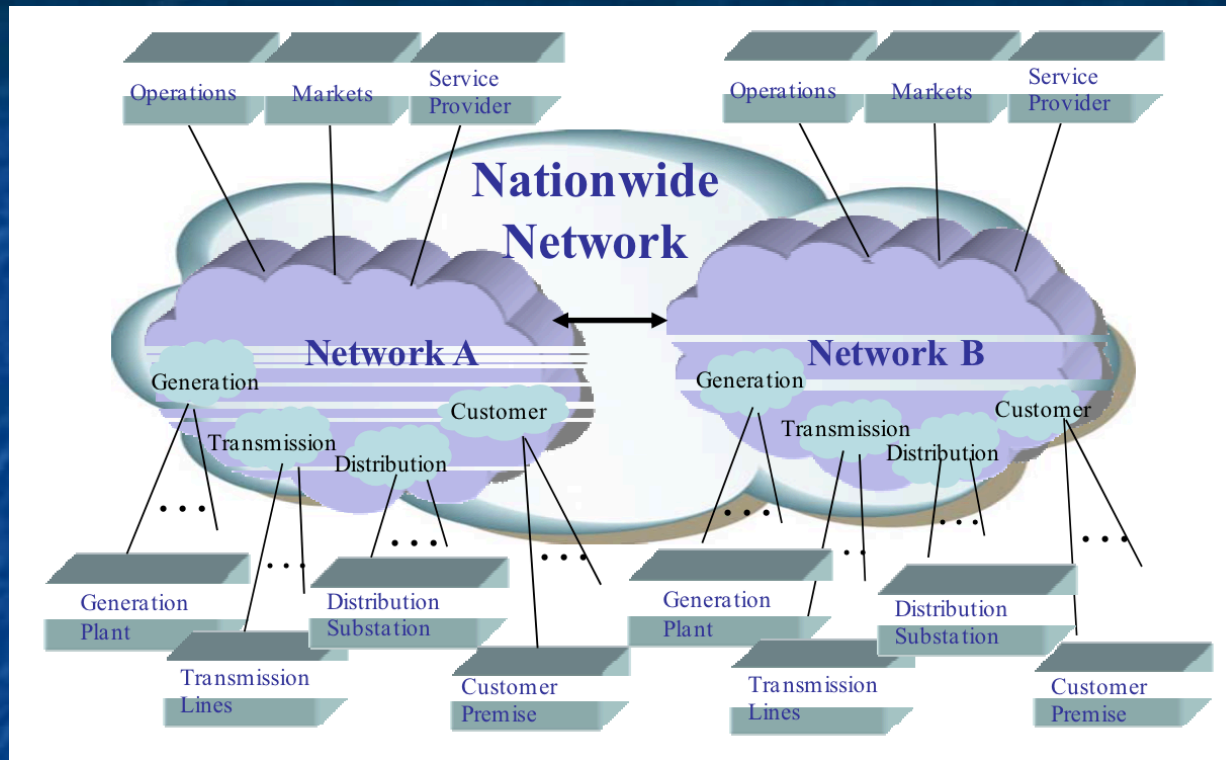 Operations
Markets
Service
Provider
Operations
Markets
Service
Provider
Nationwide
Network
Network A
Network B
Generation
Transmission
Distribution
Customer
Generation
Transmission
Distribution
Customer
...
...
....
...
...
..
...
...
Generation
Plant
Transmission
Lines
Distribution
Substation
Customer
Premise
Generation
Plant
Transmission
Lines
Distribution
Substation
Customer
Premise